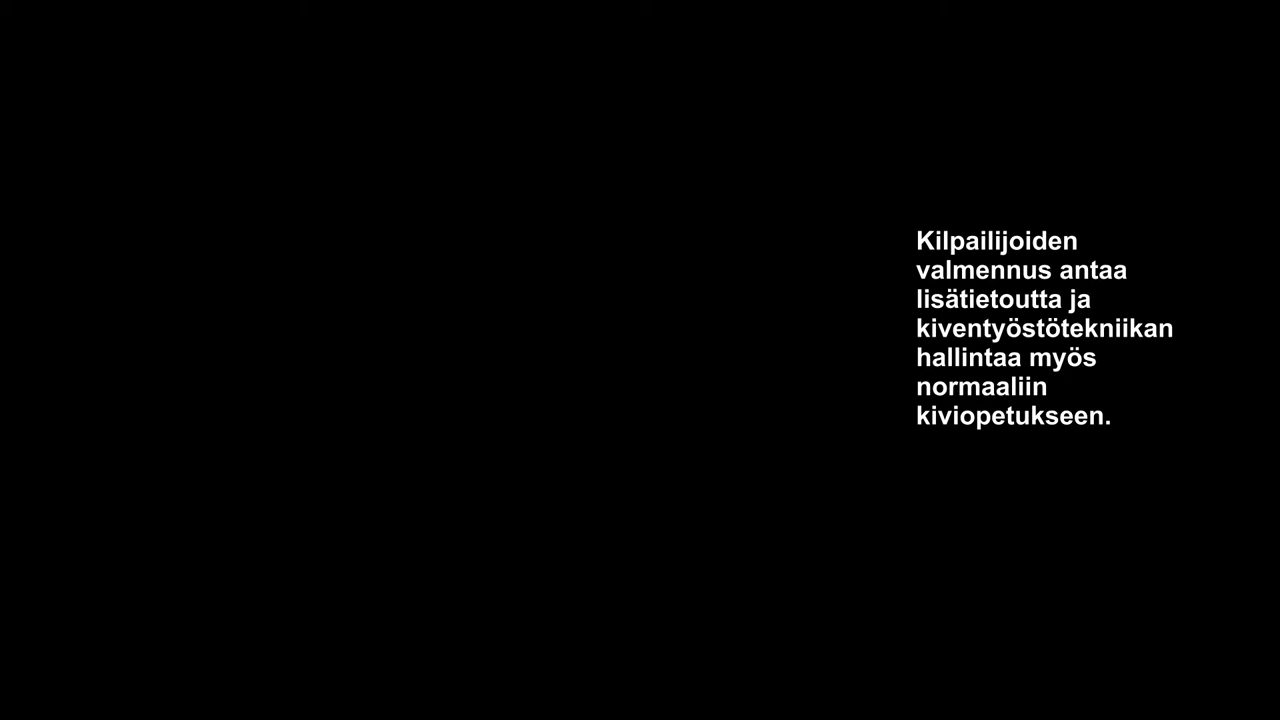 Kilpailijoiden
valmennus antaa
lisätietoutta ja
kiventyöstötekniikan
hallintaa myös
normaaliin
kiviopetukseen.